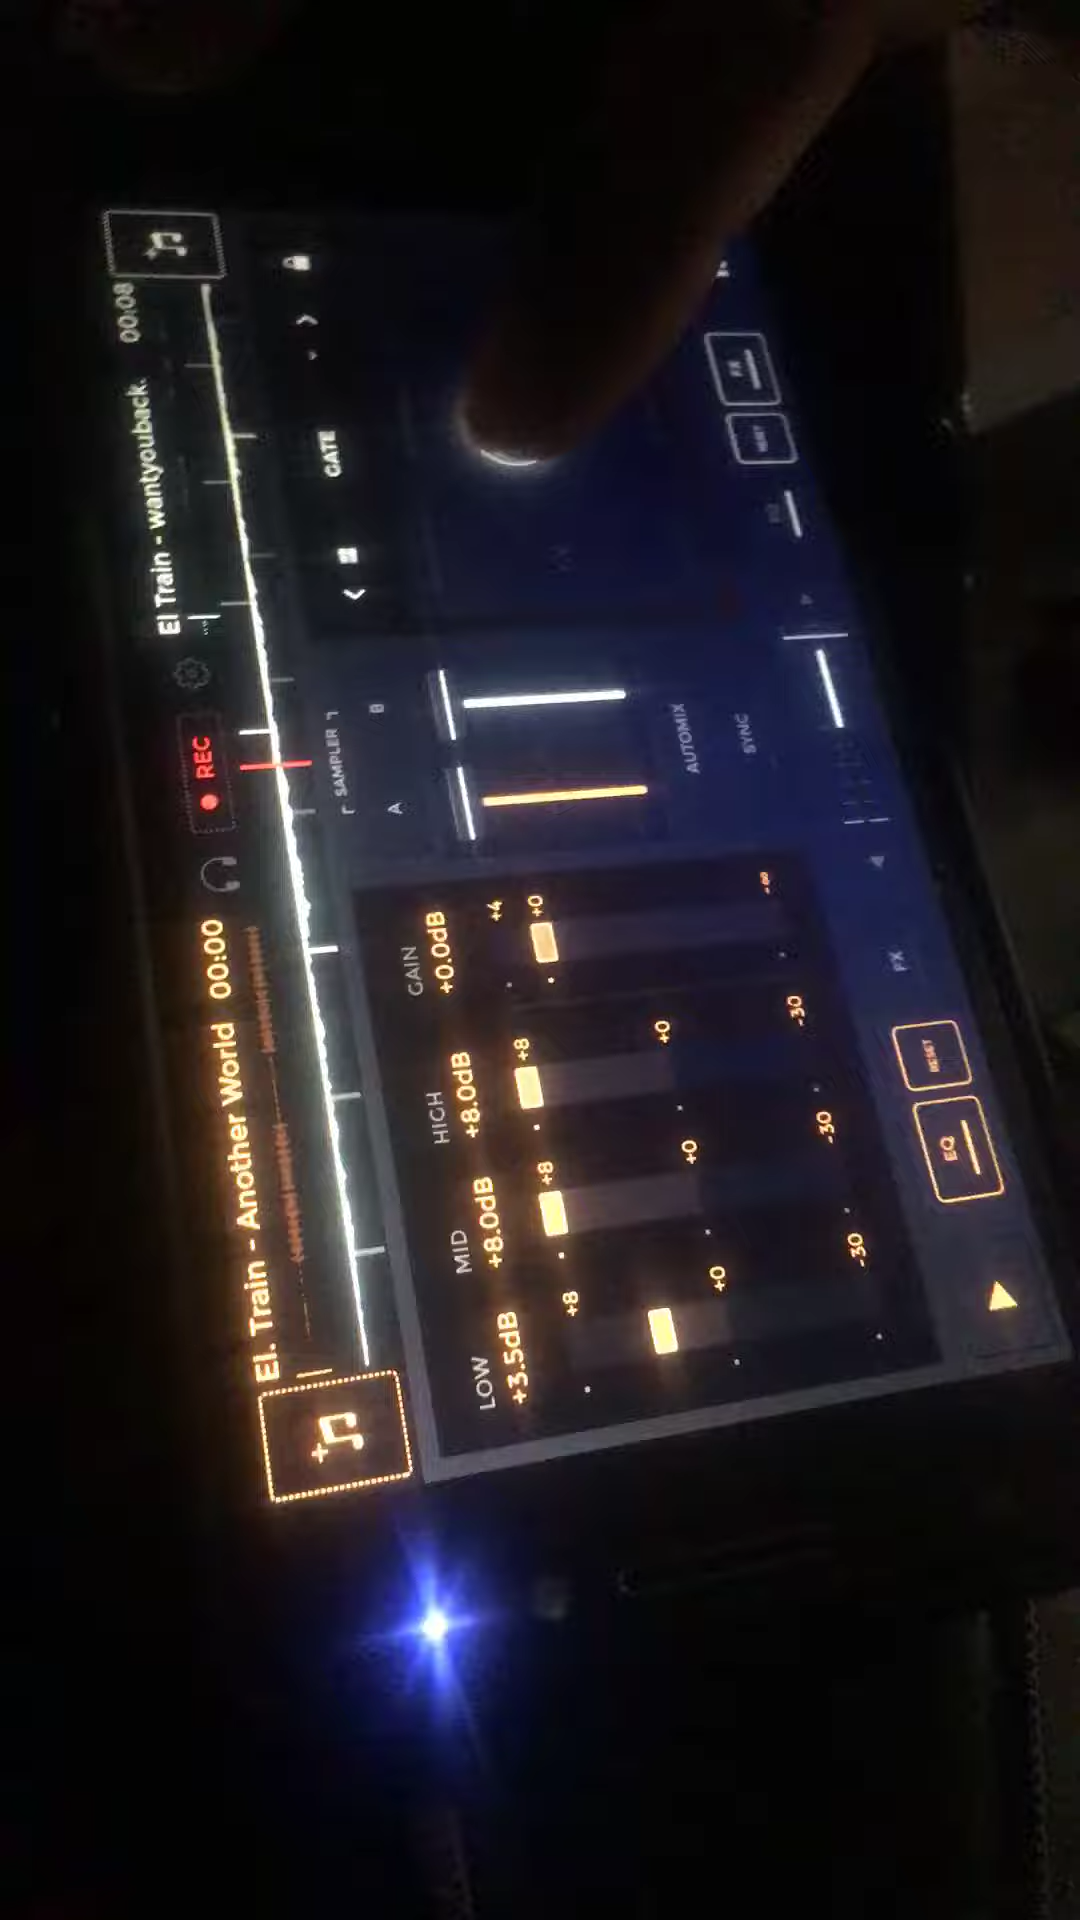 El. Train - Another World 00:00
REC
El Train - wantyouback. 00:08
LOW
+3.5dB
MID
+8.0dB
HIGH
+8.0dB
GAIN
+0.0dB
+8
+8
+8
+4
+0
+0
+0
+0
-30
-30
-30
-∞
SAMPLER
A
B
AUTOMIX
SYNC
GATE
EQ
RESET
FX
FX